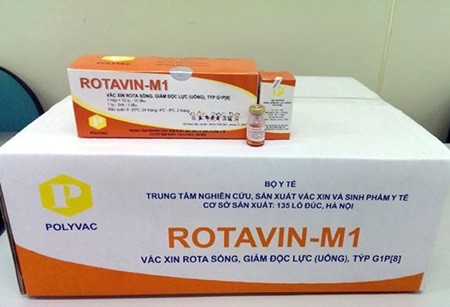 ROTAVIN-M1
VẮC XIN ROTA SỐNG, GIẢM ĐỘC LỰC (UỐNG), TÝP G1P[8]
BỘ Y TẾ
TRUNG TÂM NGHIÊN CỨU, SẢN XUẤT VẮC XIN VÀ SINH PHẨM Y TẾ
CƠ SỞ SẢN XUẤT: 135 LÒ ĐÚC, HÀ NỘI
P
POLYVAC
ROTAVIN-M1
VẮC XIN ROTA SỐNG, GIẢM ĐỘC LỰC (UỐNG), TÝP G1P[8]